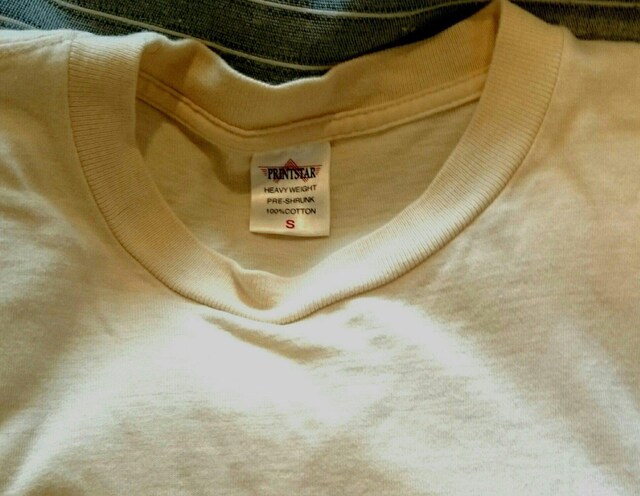 PRINTSTAR
HEAVY WEIGHT
PRE-SHRUNK
100%COTTON
S